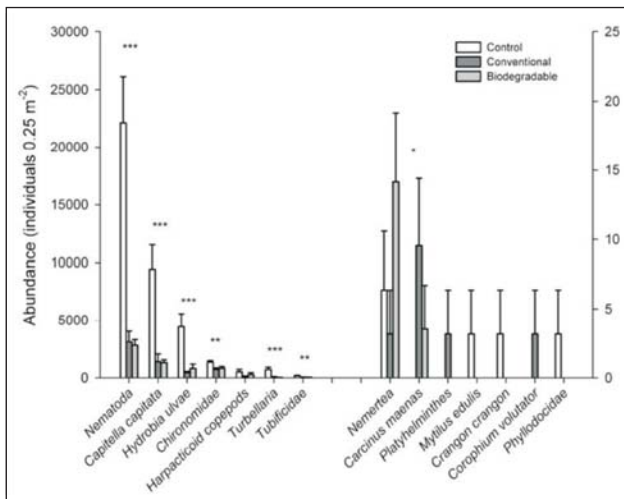 30000
25000
20000
15000
10000
5000
0
Abundance (individuals 0.25 m⁻²)
25
20
15
10
5
0
Control
Conventional
Biodegradable
***
***
***
**
***
**
*
Nematoda
Capitella capitata
Hydrobia ulvae
Chironomidae
Harpacticoid copepods
Turbellaria
Tubificidae
Nemertea
Carcinus maenas
Platyhelminthes
Mytilus edulis
Crangon crangon
Corophium volutator
Phyllodocidae